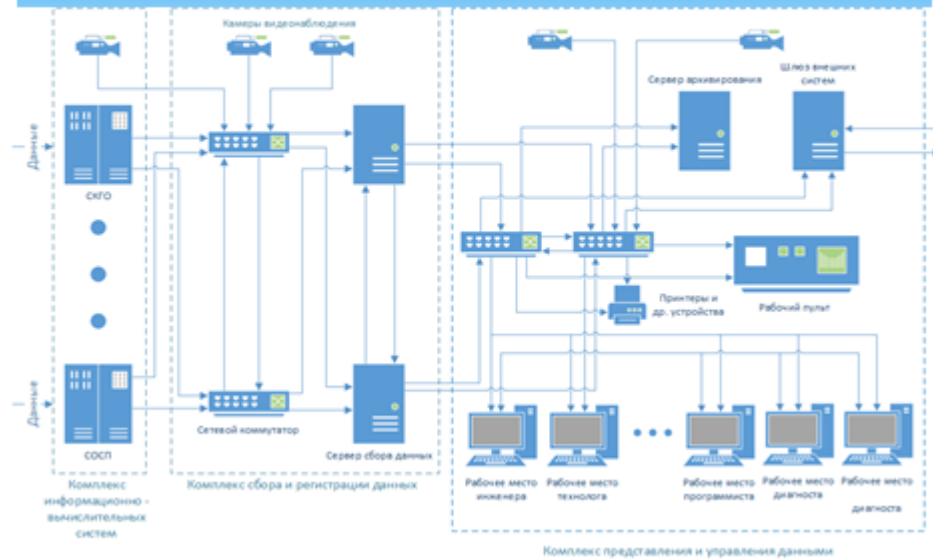 Камеры видеонаблюдения
Шлюз внешних
систем
Сервер архивирования
Данные
СКГО
Принтеры и
др. устройства
Рабочий пульт
Данные
СОСП
Сетевой коммутатор
Сервер сбора данных
Рабочее место
инженера
Рабочее место
технолога
Рабочее место
программиста
Рабочее место
диагноста
Рабочее место
диагноста
Комплекс
информационно -
вычислительных
систем
Комплекс сбора и регистрации данных
Комплекс представления и управления данными